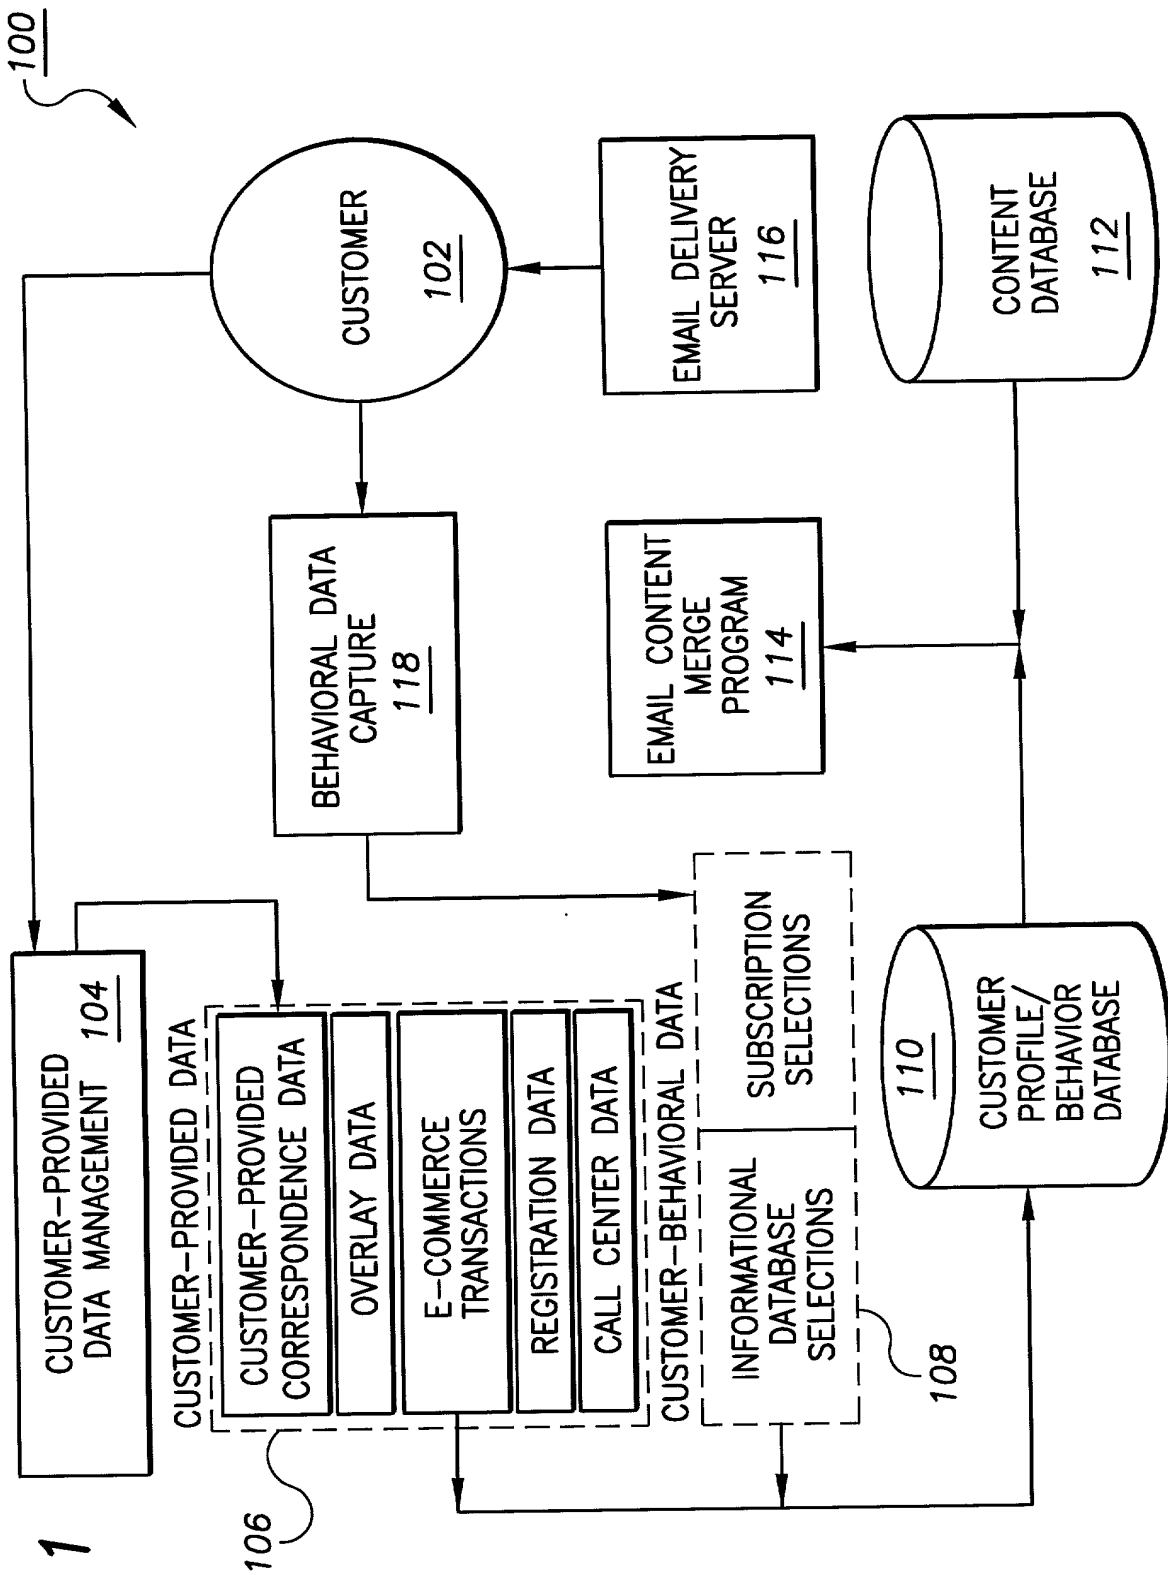 1
100
CUSTOMER-PROVIDED
DATA MANAGEMENT
104
CUSTOMER-PROVIDED DATA
CUSTOMER-PROVIDED
CORRESPONDENCE DATA
OVERLAY DATA
E-COMMERCE
TRANSACTIONS
REGISTRATION DATA
CALL CENTER DATA
106
CUSTOMER-BEHAVIORAL DATA
INFORMATIONAL
DATABASE
SELECTIONS
SUBSCRIPTION
SELECTIONS
108
BEHAVIORAL DATA
CAPTURE
118
CUSTOMER
102
EMAIL CONTENT
MERGE
PROGRAM
114
EMAIL DELIVERY
SERVER
116
110
CUSTOMER
PROFILE/
BEHAVIOR
DATABASE
CONTENT
DATABASE
112